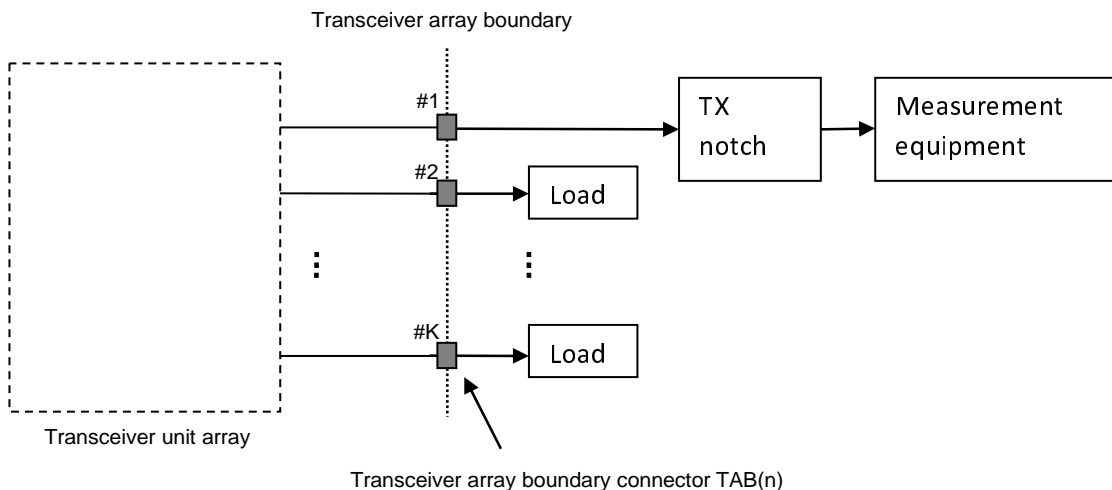 Transceiver array boundary
#1
TX
notch
Measurement
equipment
#2
Load
#K
Load
Transceiver unit array
Transceiver array boundary connector TAB(n)